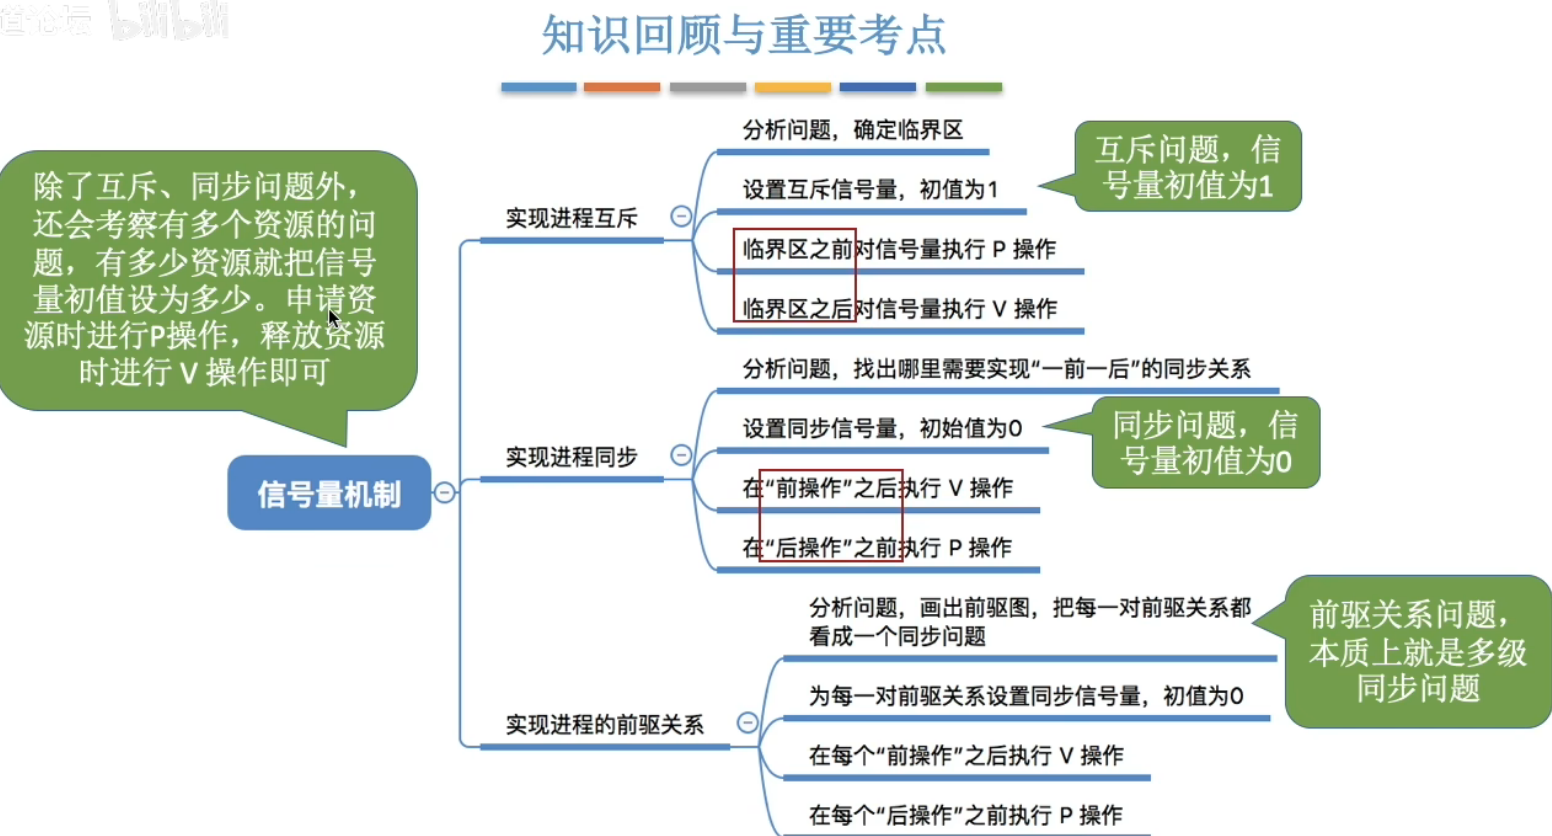 道论坛 bilibili
知识回顾与重要考点
除了互斥、同步问题外，
还会考察有多个资源的问
题，有多少资源就把信号
量初值设为多少。申请资
源时进行P操作，释放资源
时进行 V 操作即可
信号量机制
实现进程互斥
分析问题，确定临界区
设置互斥信号量，初值为1
临界区之前对信号量执行 P 操作
临界区之后对信号量执行 V 操作
互斥问题，信
号量初值为1
实现进程同步
分析问题，找出哪里需要实现“一前一后”的同步关系
设置同步信号量，初始值为0
在“前操作”之后执行 V 操作
在“后操作”之前执行 P 操作
同步问题，信
号量初值为0
实现进程的前驱关系
分析问题，画出前驱图，把每一对前驱关系都
看成一个同步问题
为每一对前驱关系设置同步信号量，初值为0
在每个“前操作”之后执行 V 操作
在每个“后操作”之前执行 P 操作
前驱关系问题，
本质上就是多级
同步问题